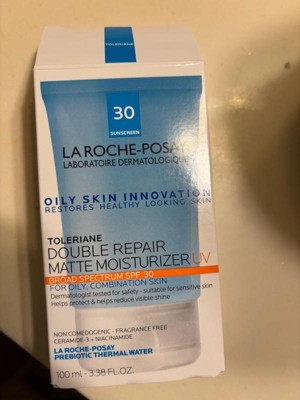 TOLERIANE
30
SUNSCREEN
LA ROCHE-POSAY
LABORATOIRE DERMATOLOGIQUE
OILY SKIN INNOVATION
RESTORES HEALTHY LOOKING SKIN
TOLERIANE
DOUBLE REPAIR
MATTE MOISTURIZER UV
BROAD SPECTRUM SPF 30
FOR OILY, COMBINATION SKIN
Dermatologist tested for safety - suitable for sensitive skin
Helps protect & helps reduce visible shine
NON COMEDOGENIC - FRAGRANCE FREE
CERAMIDE-3 + NIACINAMIDE
LA ROCHE-POSAY
PREBIOTIC THERMAL WATER
100 ml - 3.38 FL.OZ.